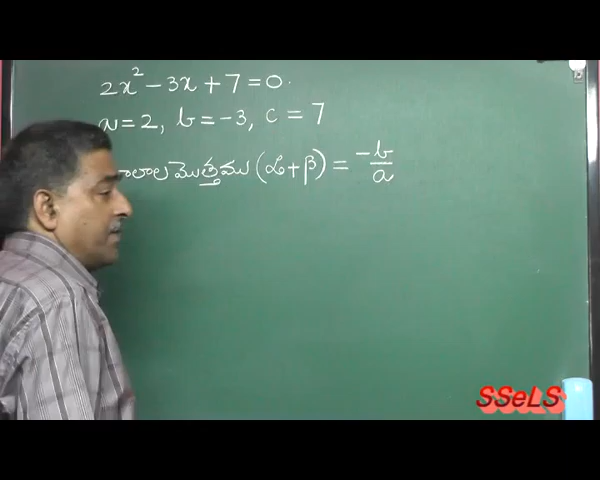 2x² - 3x + 7 = 0.
a = 2, b = -3, c = 7
మొత్తము (α + β) = -b/a
SSeLS